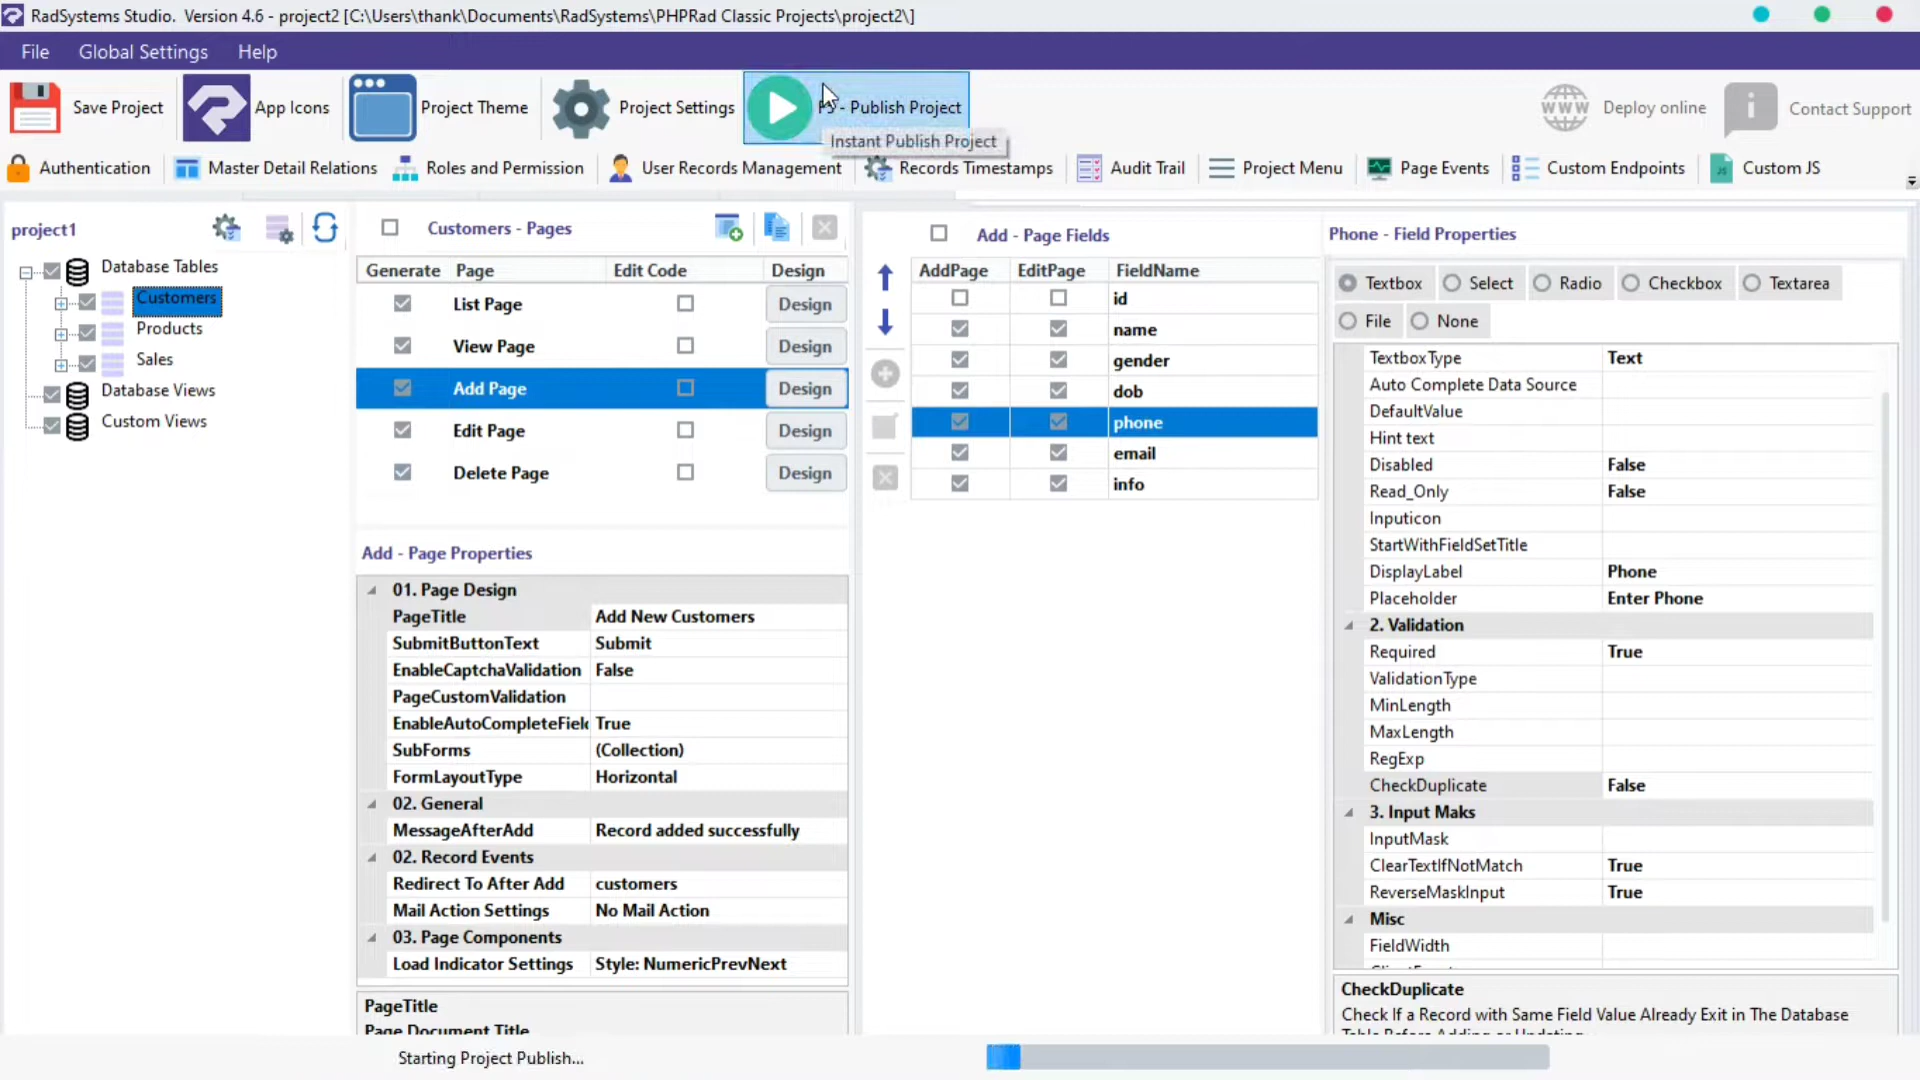 RadSystems Studio. Version 4.6 - project2 [C:\Users\thank\Documents\RadSystems\PHPRad Classic Projects\project2\]
File Global Settings Help
Save Project App Icons Project Theme Project Settings - Publish Project Deploy online Contact Support
Instant Publish Project
Authentication Master Detail Relations Roles and Permission User Records Management Records Timestamps Audit Trail Project Menu Page Events Custom Endpoints Custom JS
project1
Database Tables
Customers
Products
Sales
Database Views
Custom Views
Customers - Pages
Generate Page Edit Code Design
List Page Design
View Page Design
Add Page Design
Edit Page Design
Delete Page Design
Add - Page Properties
01. Page Design
PageTitle Add New Customers
SubmitButtonText Submit
EnableCaptchaValidation False
PageCustomValidation
EnableAutoCompleteField True
SubForms (Collection)
FormLayoutType Horizontal
02. General
MessageAfterAdd Record added successfully
02. Record Events
Redirect To After Add customers
Mail Action Settings No Mail Action
03. Page Components
Load Indicator Settings Style: NumericPrevNext
PageTitle
Page Document Title
Add - Page Fields
AddPage EditPage FieldName
id
name
gender
dob
phone
email
info
Phone - Field Properties
Textbox Select Radio Checkbox Textarea
File None
TextboxType Text
Auto Complete Data Source
DefaultValue
Hint text
Disabled False
Read_Only False
Inputicon
StartWithFieldSetTitle
DisplayLabel Phone
Placeholder Enter Phone
2. Validation
Required True
ValidationType
MinLength
MaxLength
RegExp
CheckDuplicate False
3. Input Maks
InputMask
ClearTextIfNotMatch True
ReverseMaskInput True
Misc
FieldWidth
CheckDuplicate
Check If a Record with Same Field Value Already Exit in The Database
Table Before Adding or Updating
Starting Project Publish...